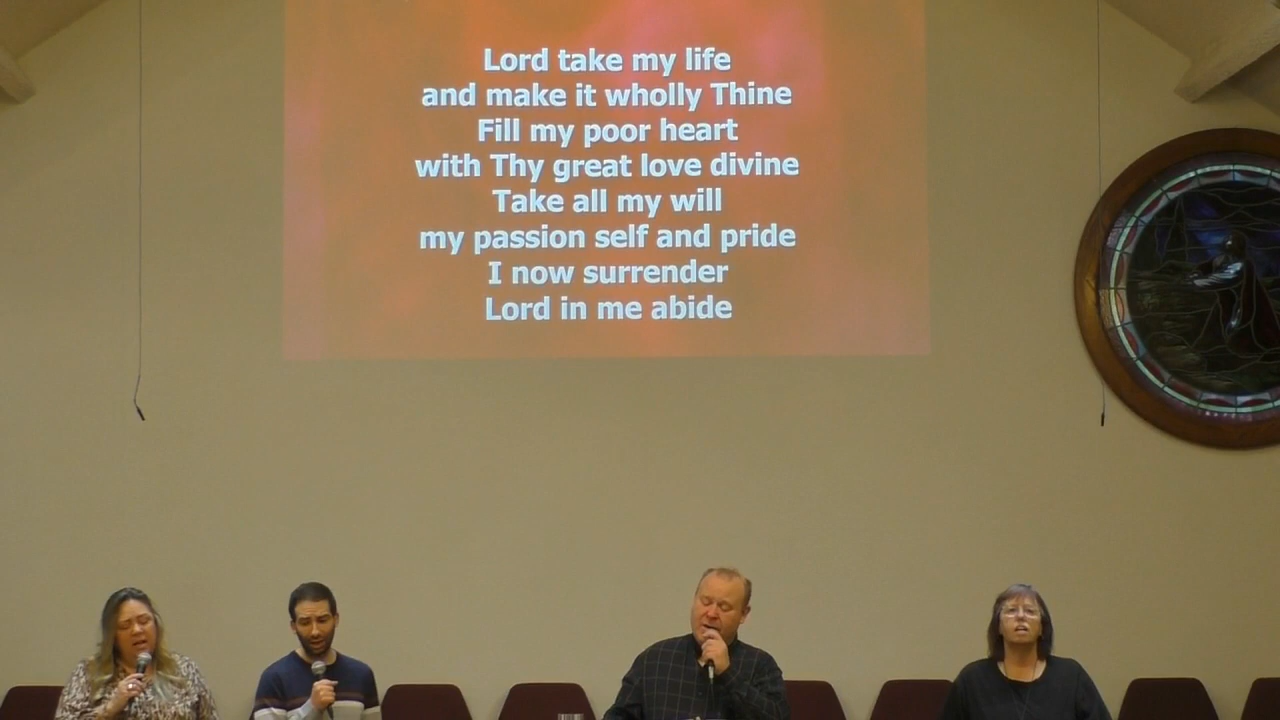 Lord take my life
and make it wholly Thine
Fill my poor heart
with Thy great love divine
Take all my will
my passion self and pride
I now surrender
Lord in me abide